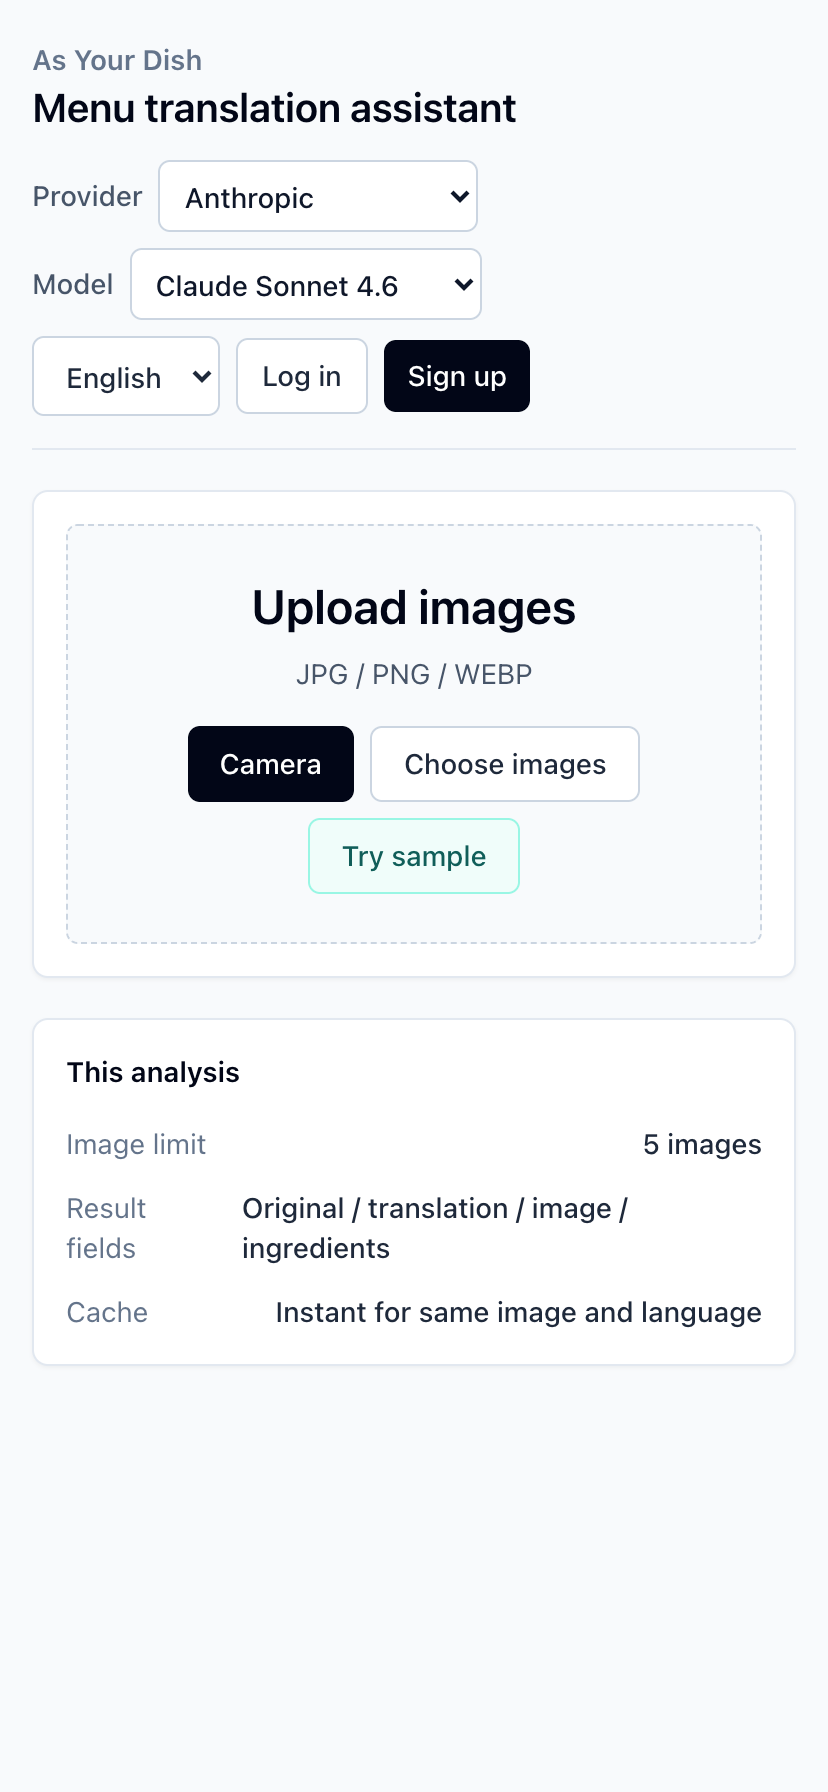 As Your Dish
Menu translation assistant
Provider Anthropic
Model Claude Sonnet 4.6
English Log in Sign up
Upload images
JPG / PNG / WEBP
Camera Choose images
Try sample
This analysis
Image limit 5 images
Result fields Original / translation / image / ingredients
Cache Instant for same image and language